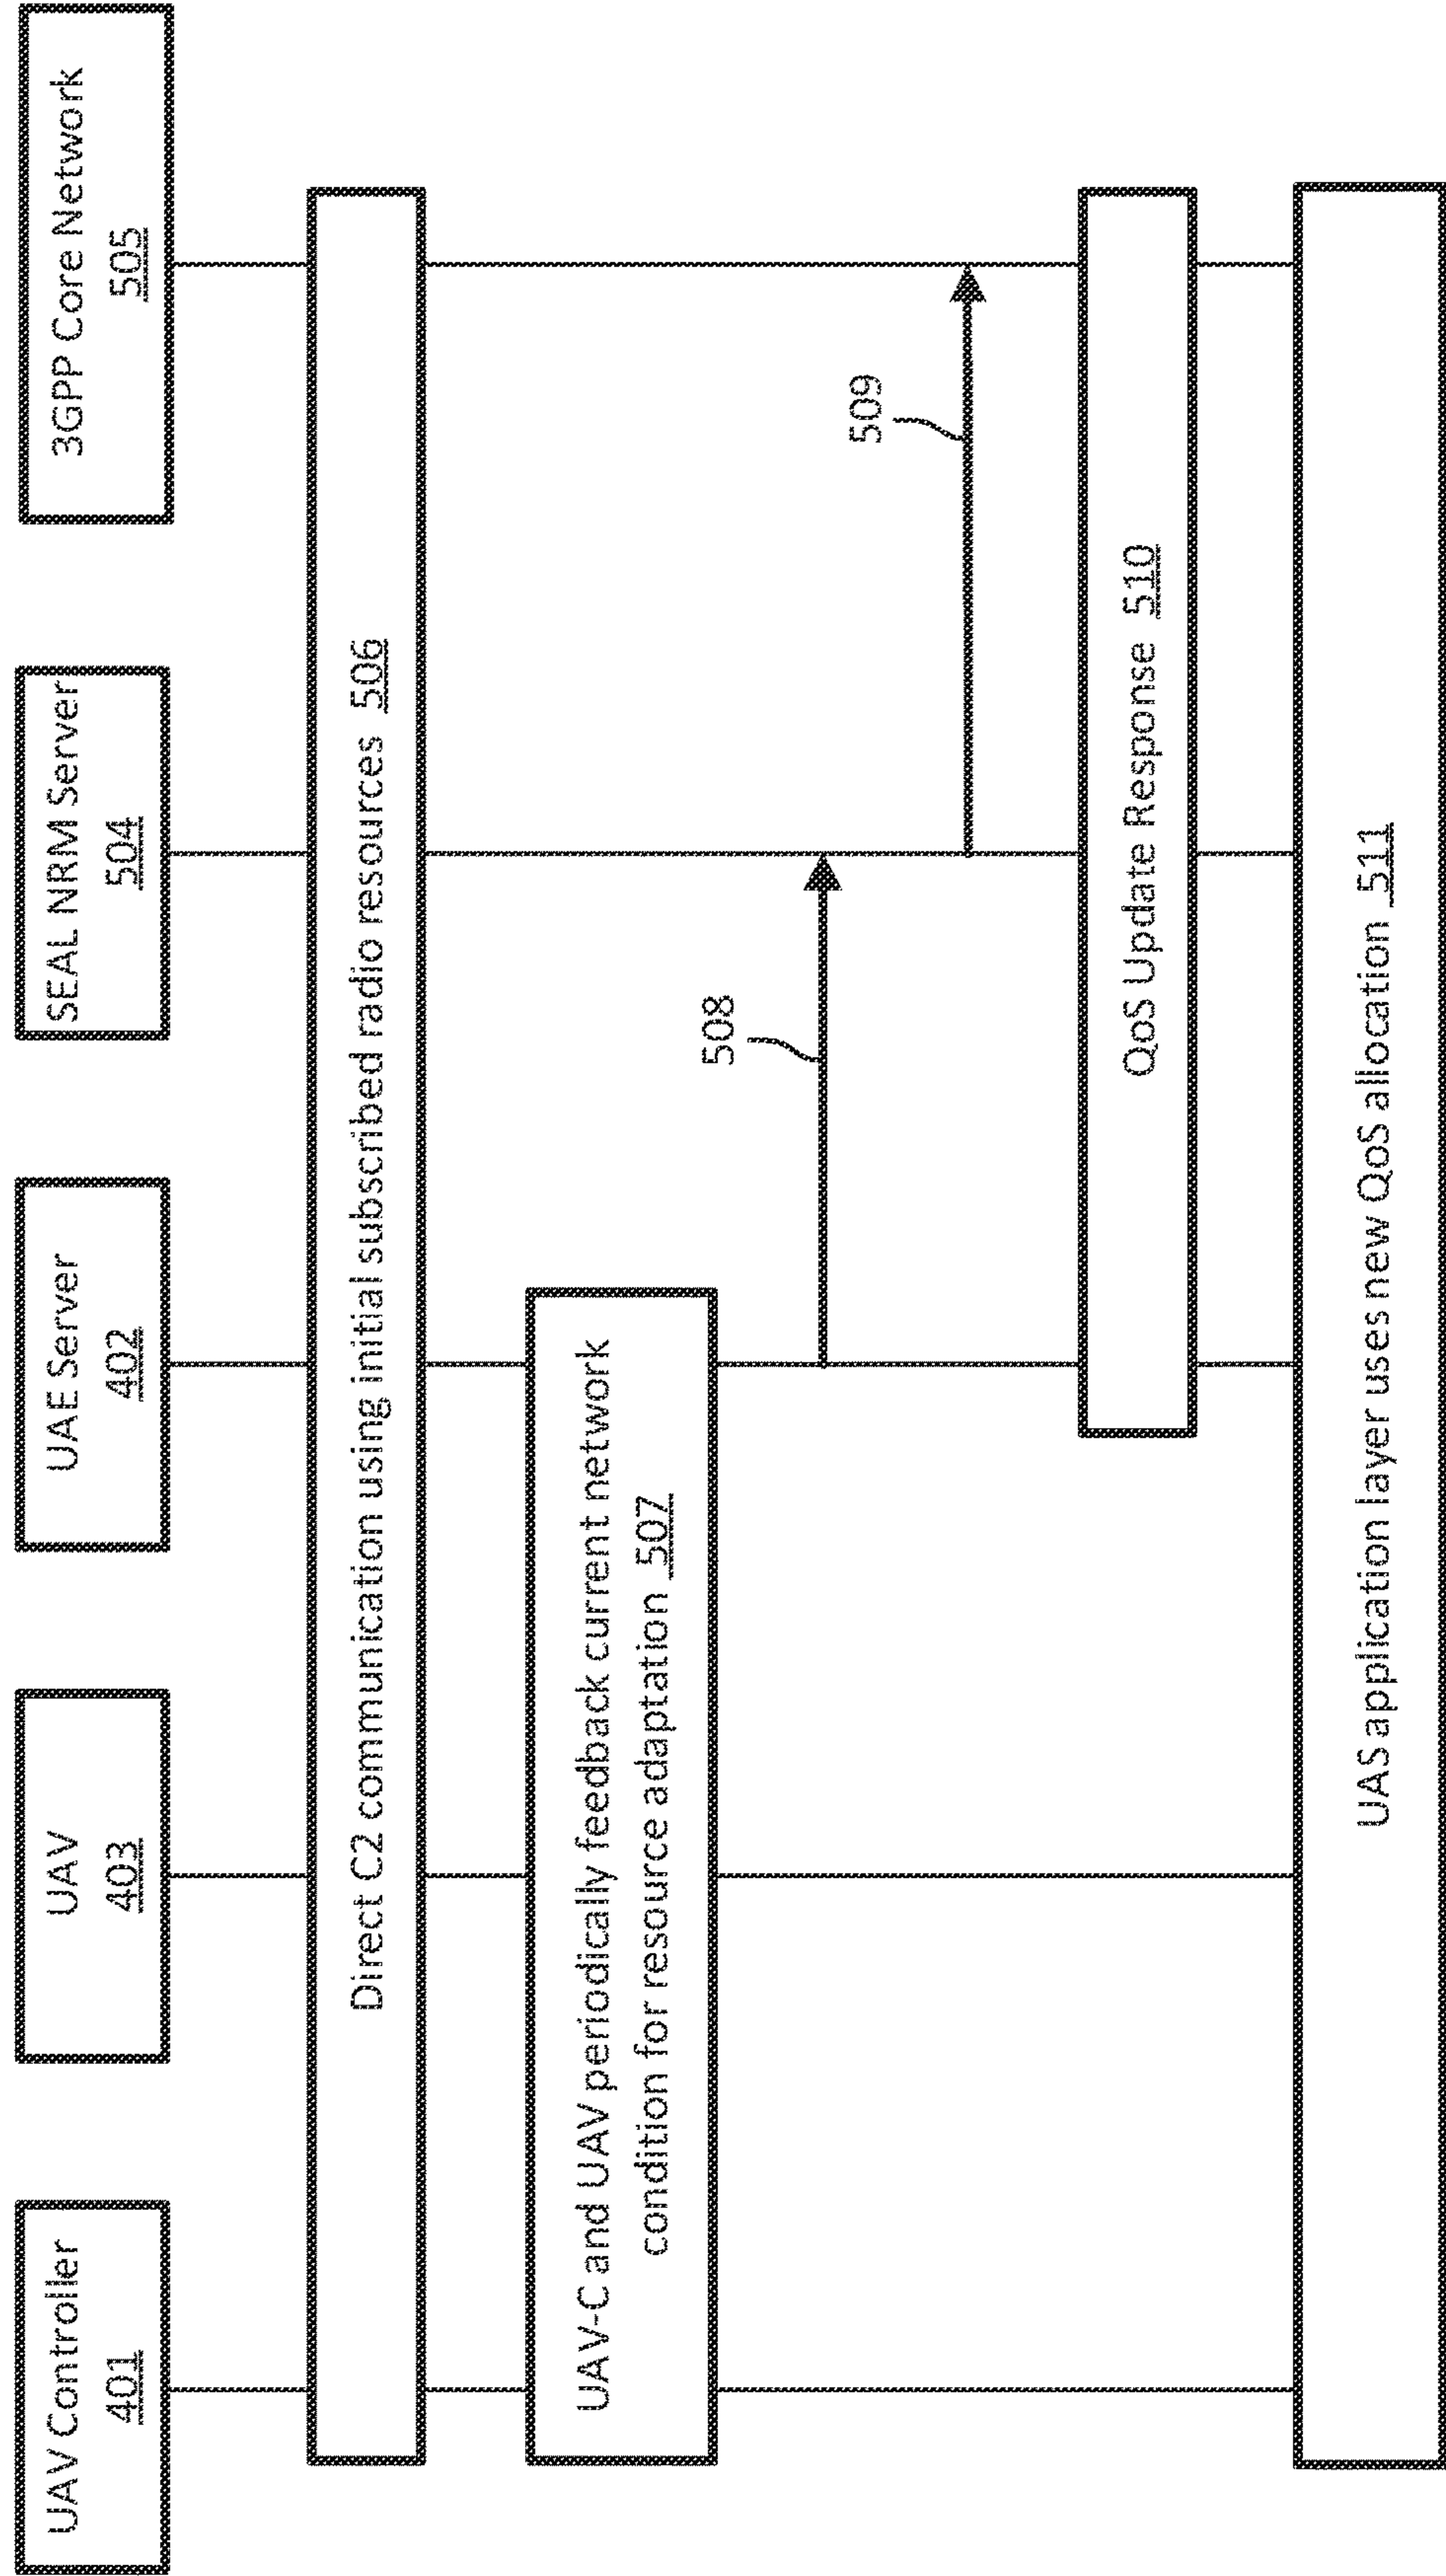 UAV Controller
401
UAV
403
UAE Server
402
SEAL NRM Server
504
3GPP Core Network
505
Direct C2 communication using initial subscribed radio resources 506
UAV-C and UAV periodically feedback current network
condition for resource adaptation 507
508
509
QoS Update Response 510
UAS application layer uses new QoS allocation 511